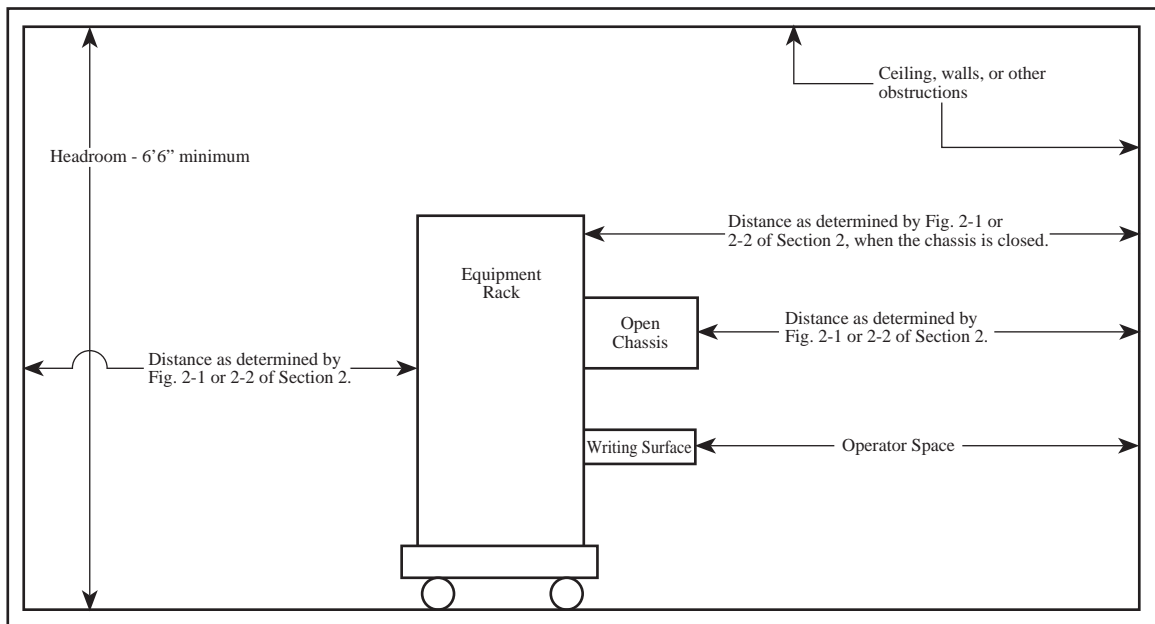 Ceiling, walls, or other
obstructions
Headroom - 6’6” minimum
Distance as determined by Fig. 2-1 or
2-2 of Section 2, when the chassis is closed.
Equipment
Rack
Open
Chassis
Distance as determined by
Fig. 2-1 or 2-2 of Section 2.
Distance as determined by
Fig. 2-1 or 2-2 of Section 2.
Writing Surface
Operator Space